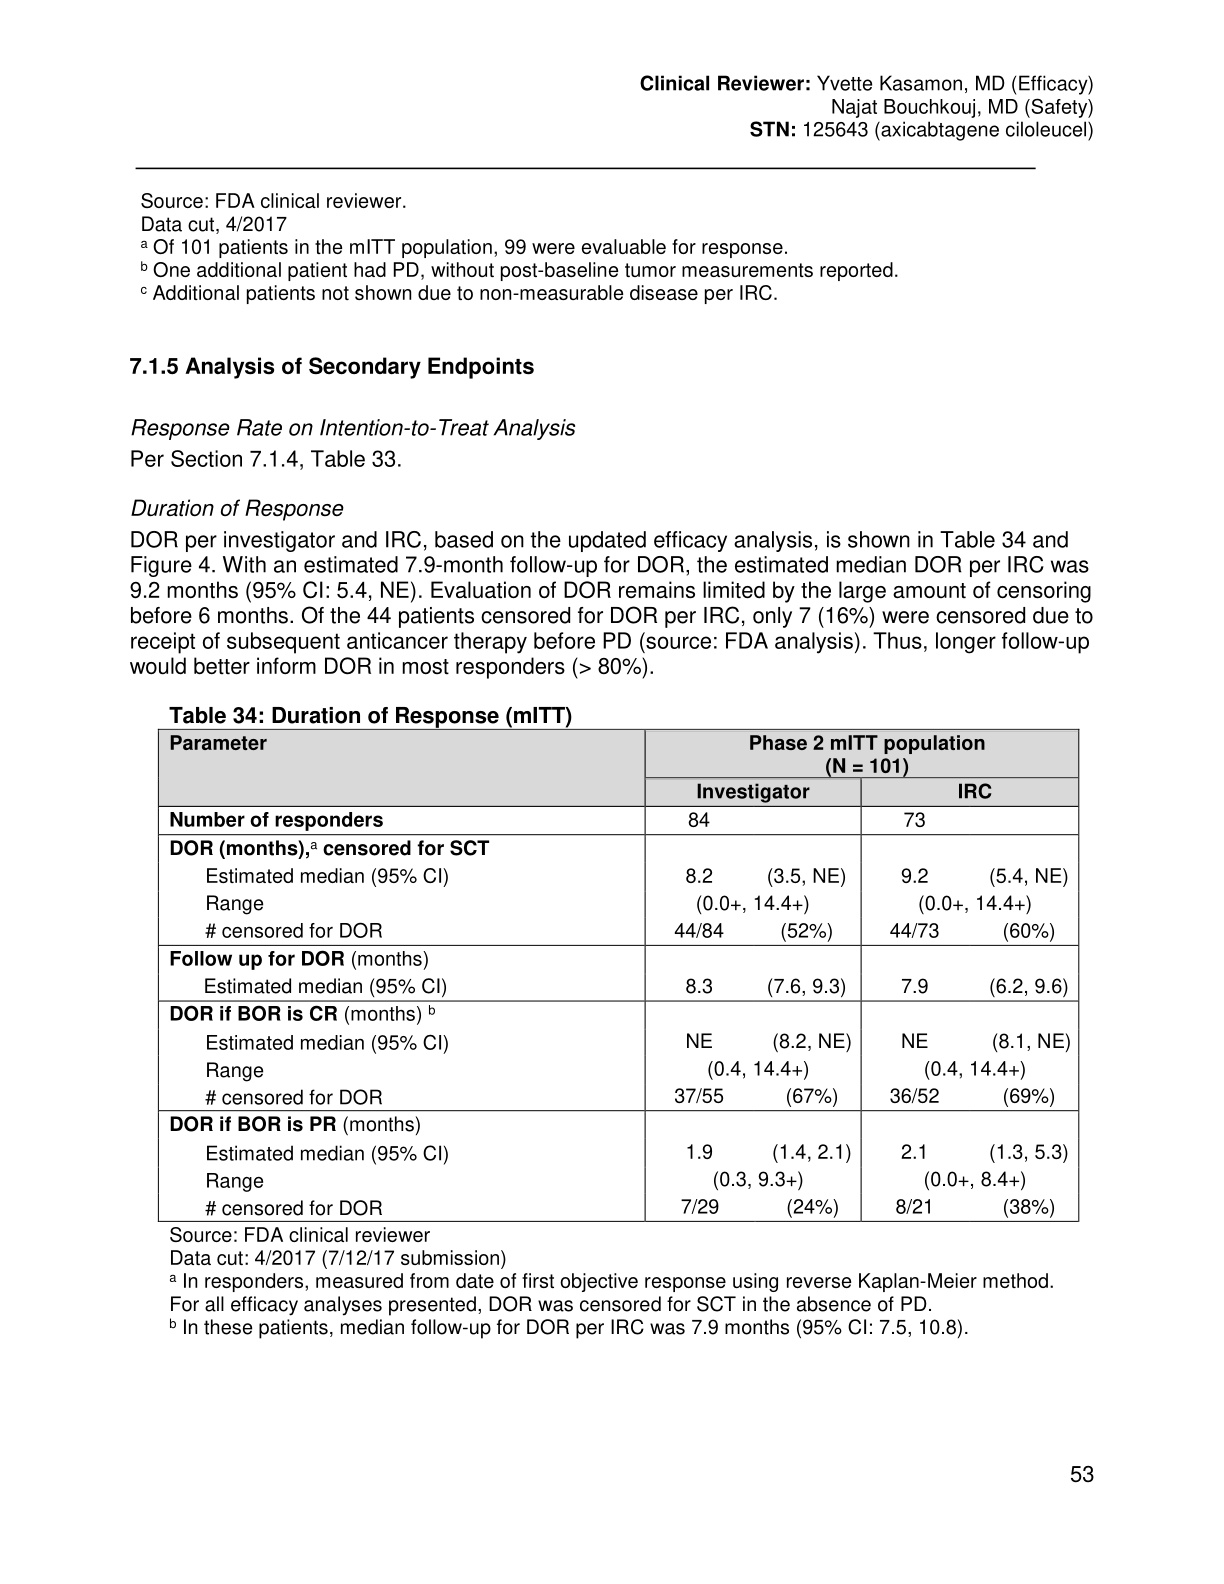 Clinical Reviewer: Yvette Kasamon, MD (Efficacy)
Najat Bouchkouj, MD (Safety)
STN: 125643 (axicabtagene ciloleucel)
Source: FDA clinical reviewer.
Data cut, 4/2017
a Of 101 patients in the mITT population, 99 were evaluable for response.
b One additional patient had PD, without post-baseline tumor measurements reported.
c Additional patients not shown due to non-measurable disease per IRC.
7.1.5 Analysis of Secondary Endpoints
Response Rate on Intention-to-Treat Analysis
Per Section 7.1.4, Table 33.
Duration of Response
DOR per investigator and IRC, based on the updated efficacy analysis, is shown in Table 34 and
Figure 4. With an estimated 7.9-month follow-up for DOR, the estimated median DOR per IRC was
9.2 months (95% CI: 5.4, NE). Evaluation of DOR remains limited by the large amount of censoring
before 6 months. Of the 44 patients censored for DOR per IRC, only 7 (16%) were censored due to
receipt of subsequent anticancer therapy before PD (source: FDA analysis). Thus, longer follow-up
would better inform DOR in most responders (> 80%).
Table 34: Duration of Response (mITT)
Parameter Phase 2 mITT population
(N = 101)
Investigator IRC
Number of responders 84 73
DOR (months),a censored for SCT
Estimated median (95% CI) 8.2 (3.5, NE) 9.2 (5.4, NE)
Range (0.0+, 14.4+) (0.0+, 14.4+)
# censored for DOR 44/84 (52%) 44/73 (60%)
Follow up for DOR (months)
Estimated median (95% CI) 8.3 (7.6, 9.3) 7.9 (6.2, 9.6)
DOR if BOR is CR (months) b
Estimated median (95% CI) NE (8.2, NE) NE (8.1, NE)
Range (0.4, 14.4+) (0.4, 14.4+)
# censored for DOR 37/55 (67%) 36/52 (69%)
DOR if BOR is PR (months)
Estimated median (95% CI) 1.9 (1.4, 2.1) 2.1 (1.3, 5.3)
Range (0.3, 9.3+) (0.0+, 8.4+)
# censored for DOR 7/29 (24%) 8/21 (38%)
Source: FDA clinical reviewer
Data cut: 4/2017 (7/12/17 submission)
a In responders, measured from date of first objective response using reverse Kaplan-Meier method.
For all efficacy analyses presented, DOR was censored for SCT in the absence of PD.
b In these patients, median follow-up for DOR per IRC was 7.9 months (95% CI: 7.5, 10.8).
53